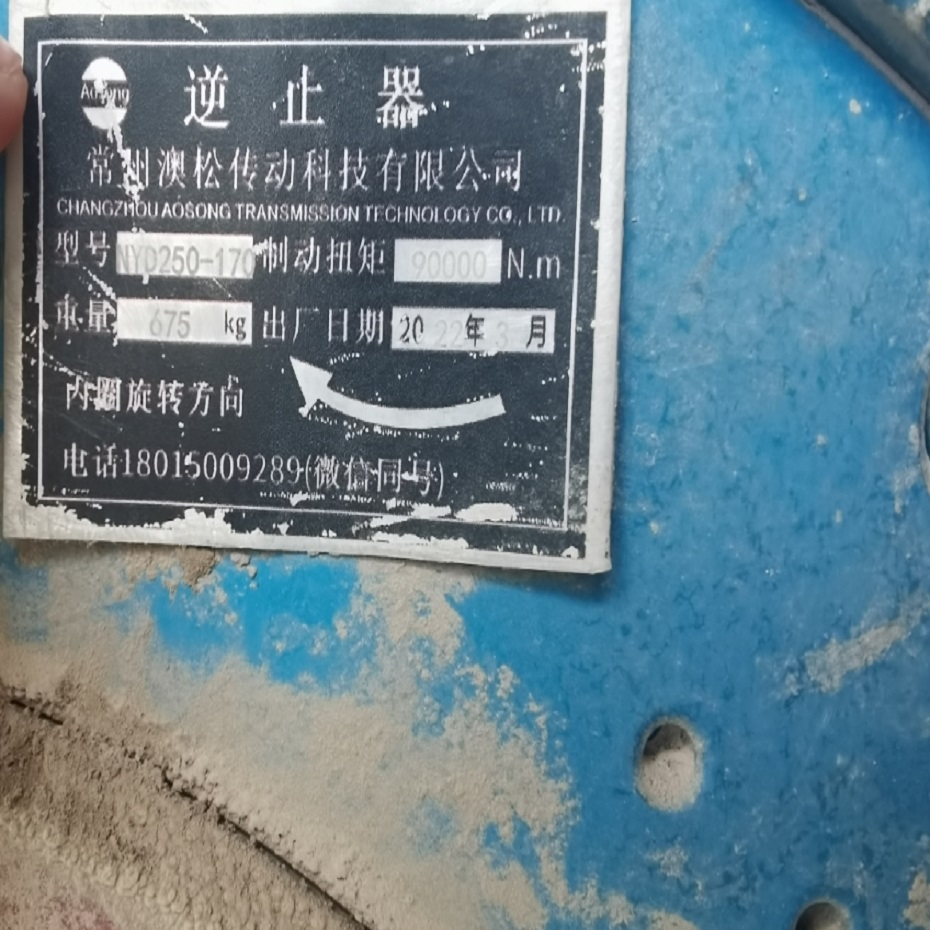 Aosong
逆止器
常州澳松传动科技有限公司
CHANGZHOU AOSONG TRANSMISSION TECHNOLOGY CO., LTD.
型号 NYD250-170 制动扭矩 90000 N.m
重量 675 kg 出厂日期 2022年3月
内圈旋转方向
电话18015009289(微信同号)